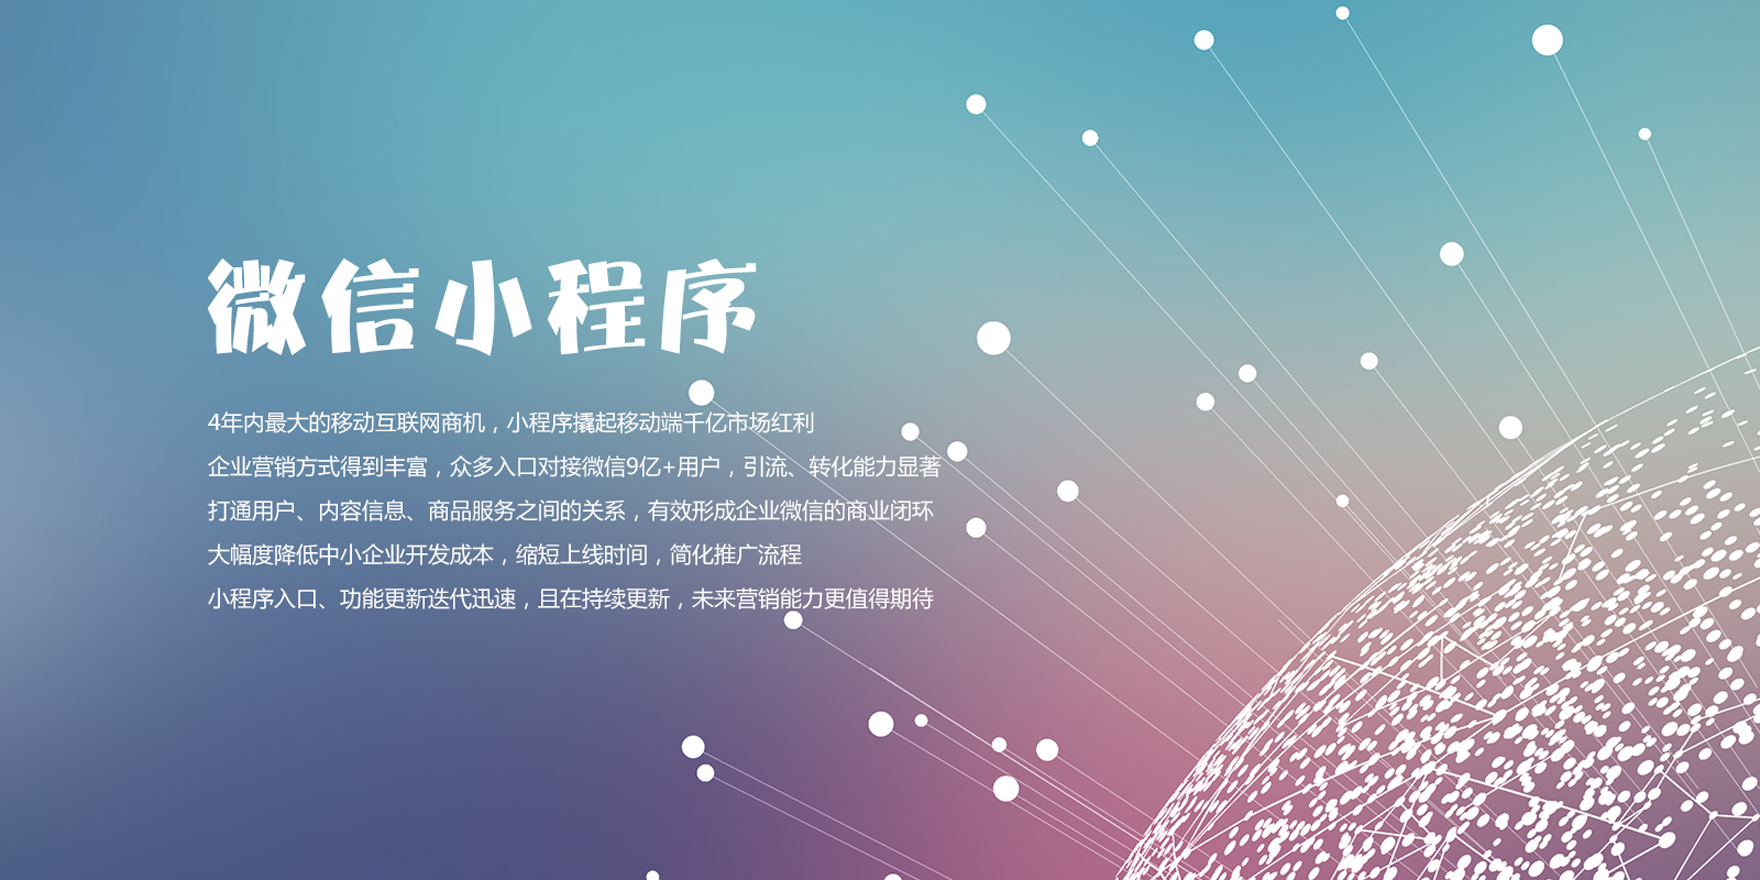 微信小程序
4年内最大的移动互联网商机，小程序撬起移动端千亿市场红利
企业营销方式得到丰富，众多入口对接微信9亿+用户，引流、转化能力显著
打通用户、内容信息、商品服务之间的关系，有效形成企业微信的商业闭环
大幅度降低中小企业开发成本，缩短上线时间，简化推广流程
小程序入口、功能更新迭代迅速，且在持续更新，未来营销能力更值得期待